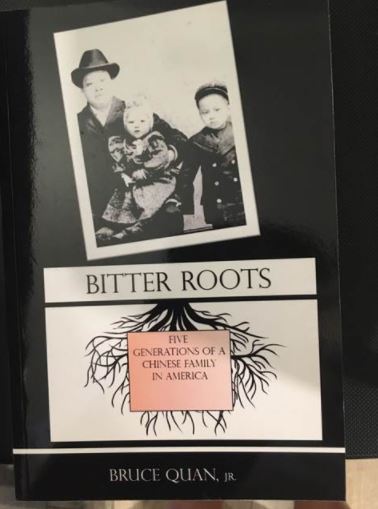 BITTER ROOTS
FIVE
GENERATIONS OF A
CHINESE FAMILY
IN AMERICA
BRUCE QUAN, JR.